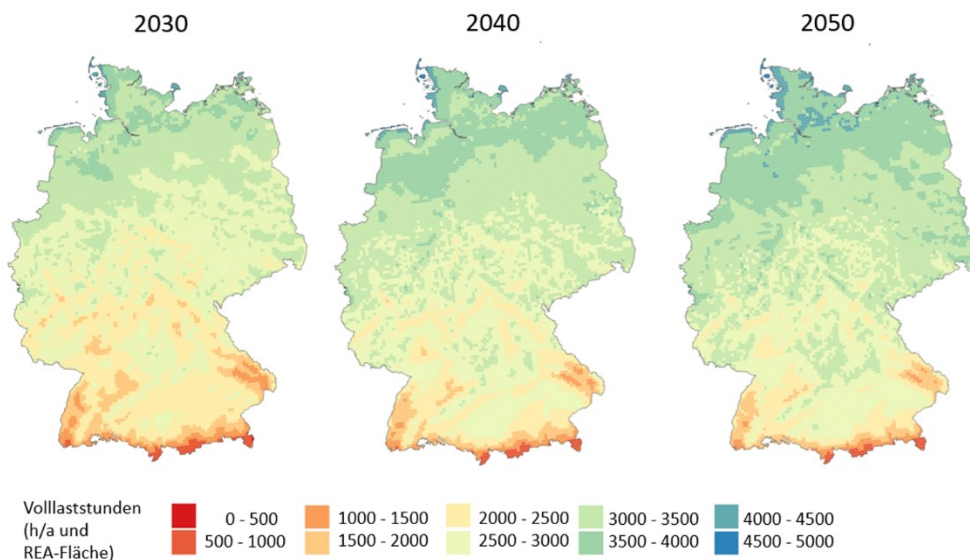 2030 2040 2050
Volllaststunden
(h/a und
REA-Fläche)
0 - 500 1000 - 1500 2000 - 2500 3000 - 3500 4000 - 4500
500 - 1000 1500 - 2000 2500 - 3000 3500 - 4000 4500 - 5000